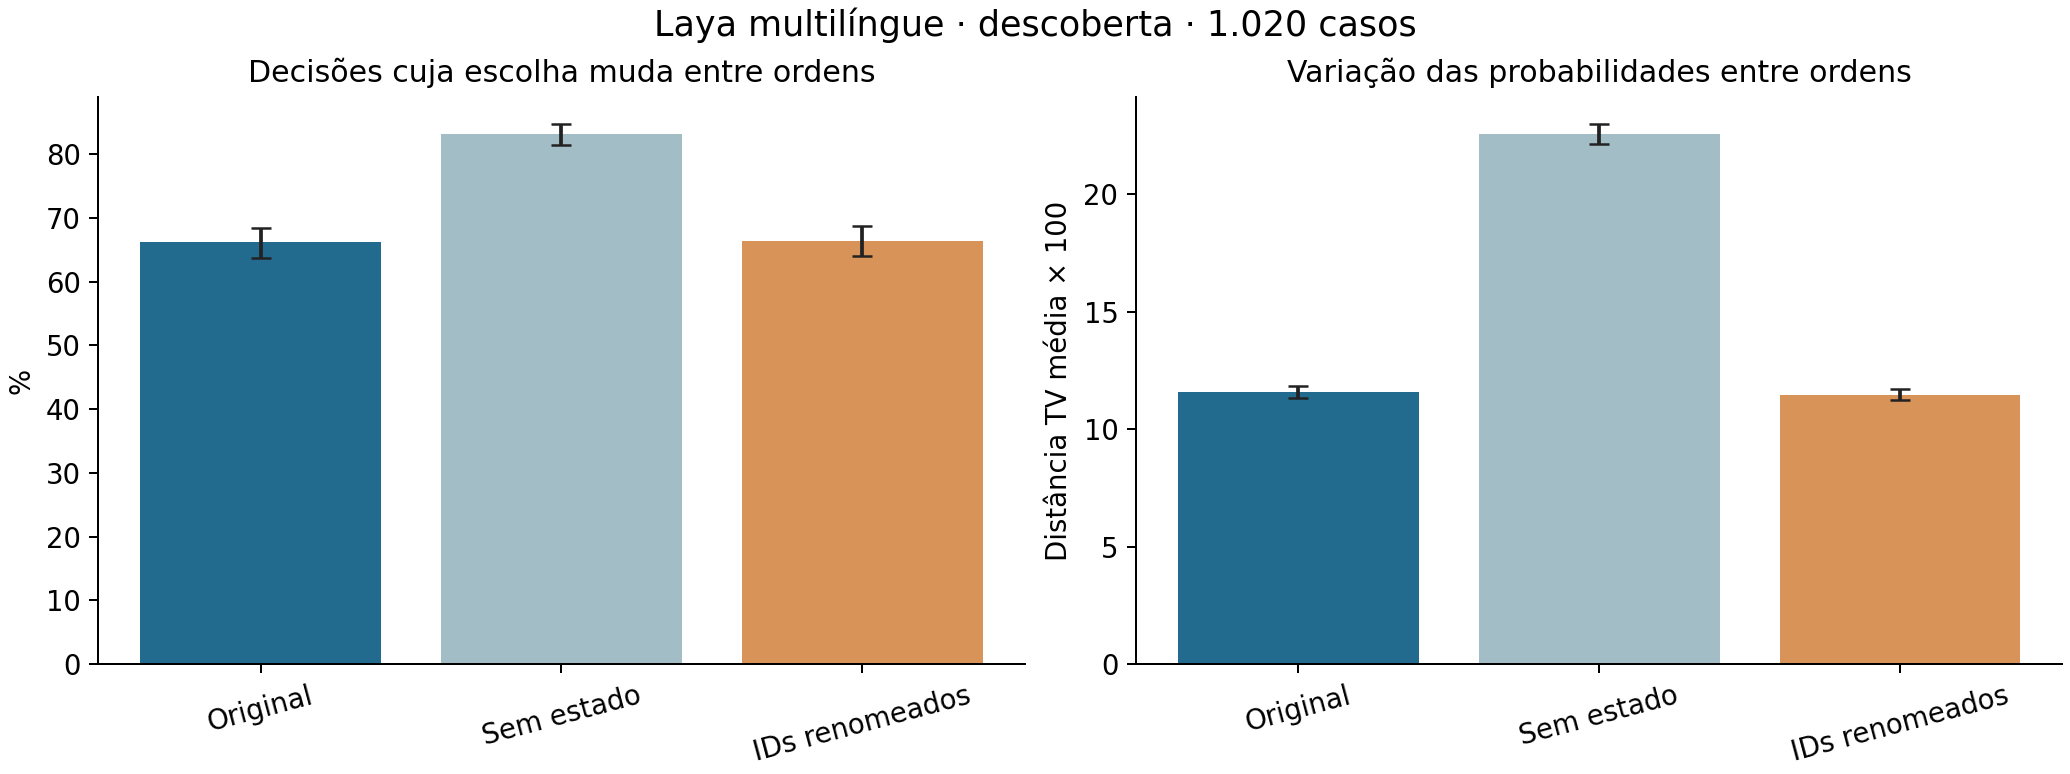 Laya multilíngue · descoberta · 1.020 casos
Decisões cuja escolha muda entre ordens
%
80
70
60
50
40
30
20
10
0
Original
Sem estado
IDs renomeados
Variação das probabilidades entre ordens
Distância TV média × 100
20
15
10
5
0
Original
Sem estado
IDs renomeados